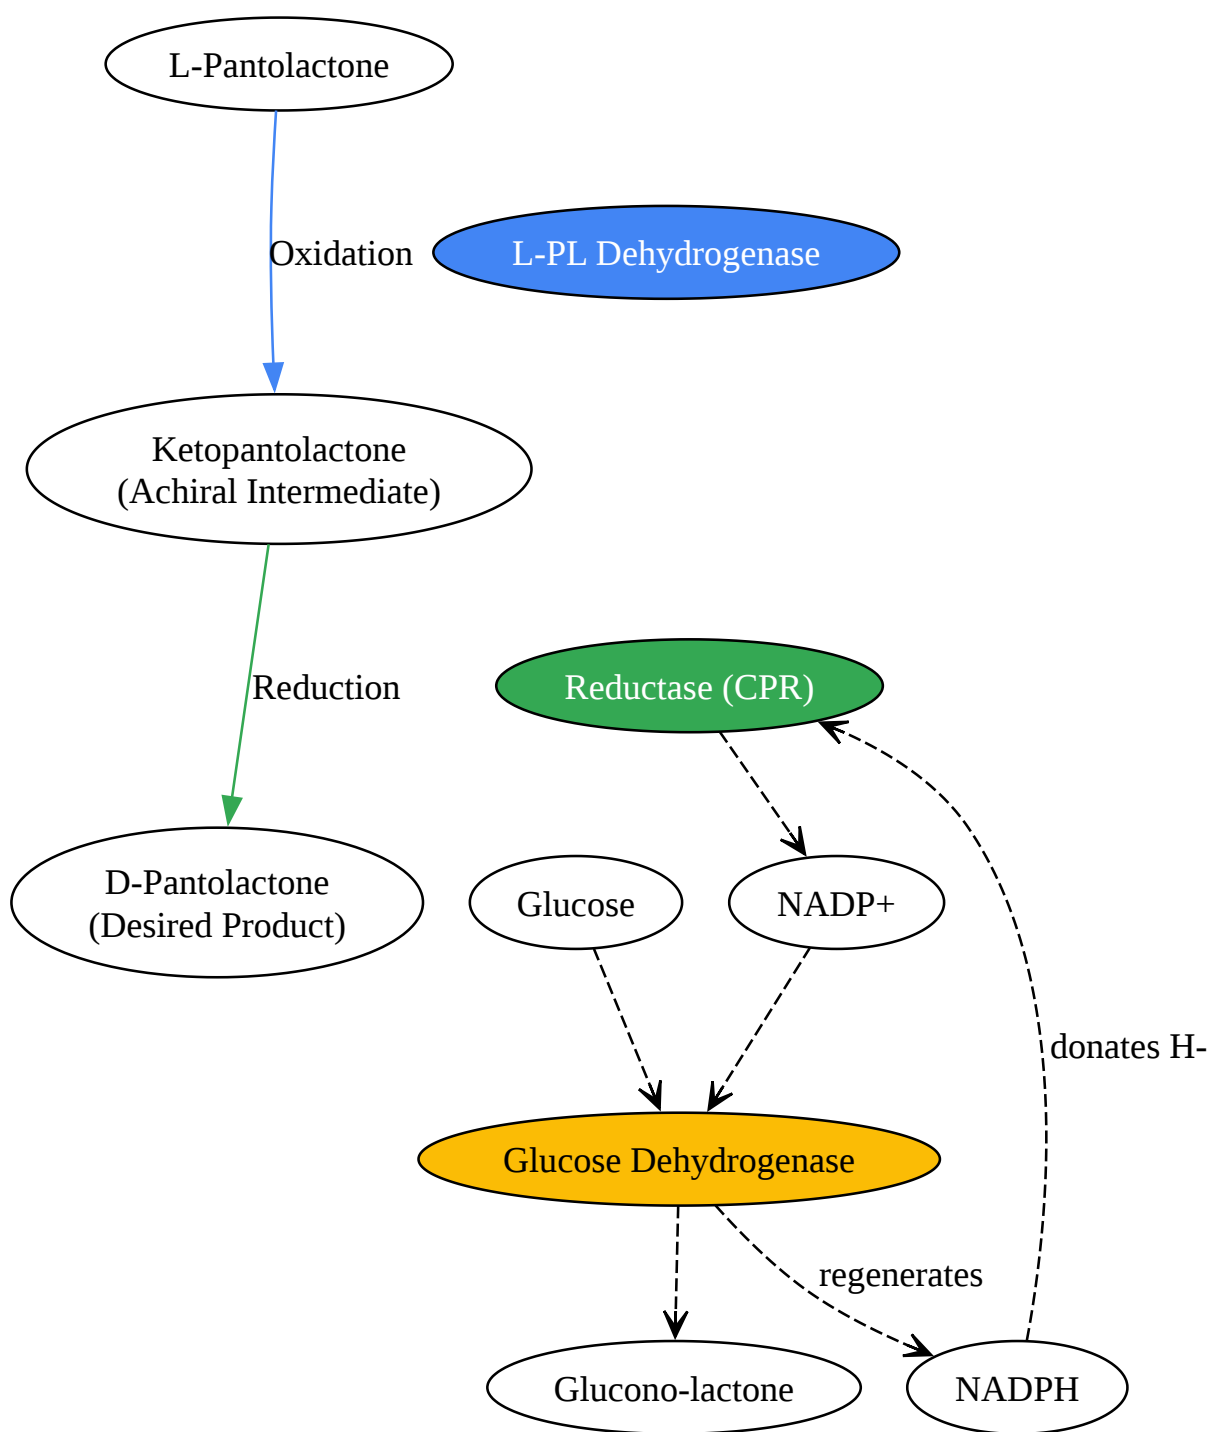 L-Pantolactone
Oxidation
L-PL Dehydrogenase
Ketopantolactone
(Achiral Intermediate)
Reduction
Reductase (CPR)
D-Pantolactone
(Desired Product)
Glucose
NADP+
donates H-
Glucose Dehydrogenase
regenerates
Glucono-lactone
NADPH